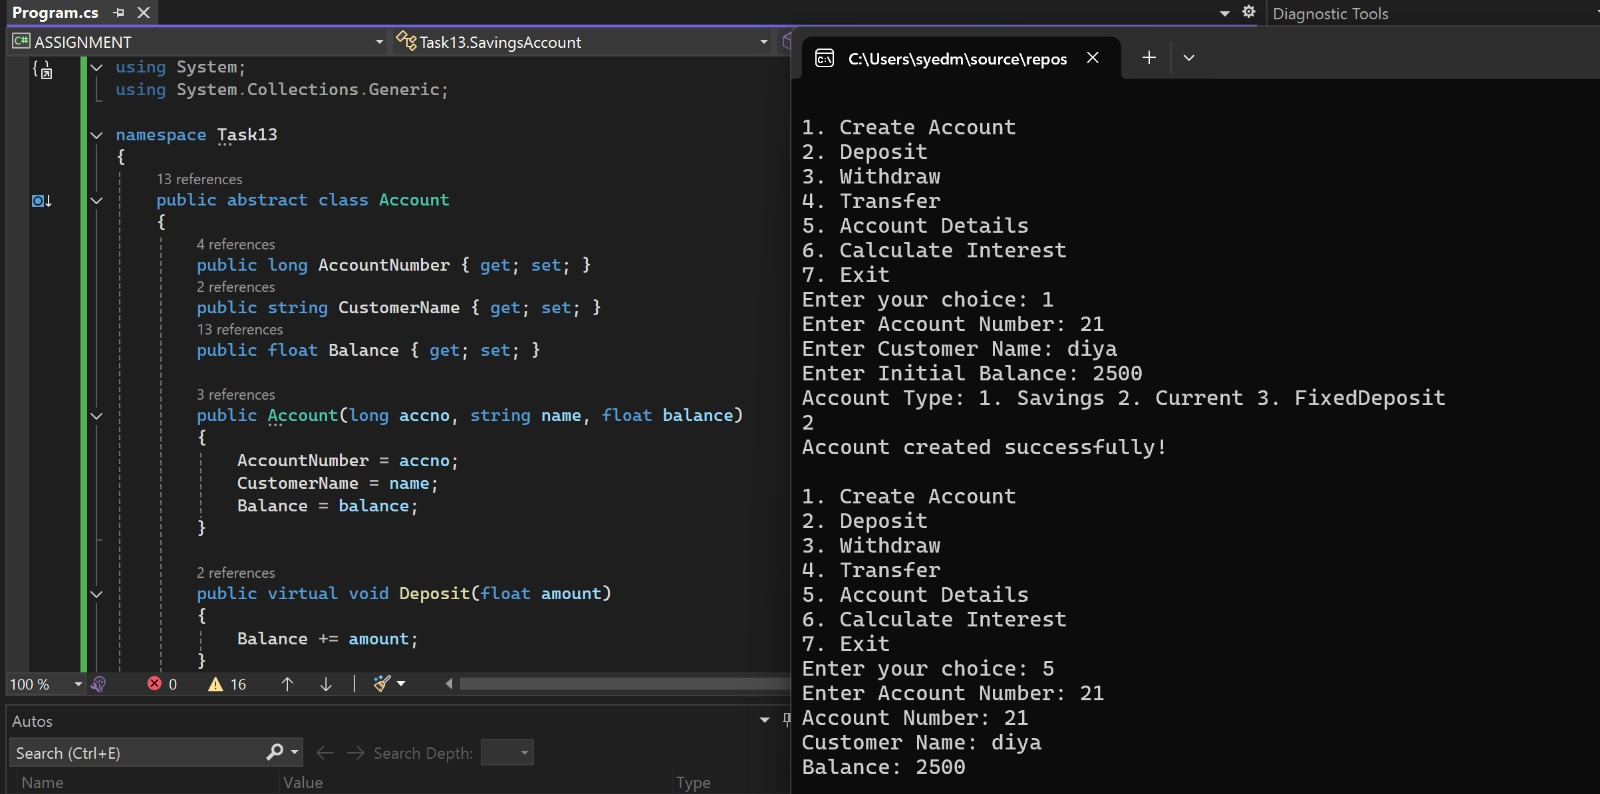 Program.cs
Diagnostic Tools
C# ASSIGNMENT
Task13.SavingsAccount
using System;
using System.Collections.Generic;
namespace Task13
{
13 references
public abstract class Account
{
4 references
public long AccountNumber { get; set; }
2 references
public string CustomerName { get; set; }
13 references
public float Balance { get; set; }
3 references
public Account(long accno, string name, float balance)
{
AccountNumber = accno;
CustomerName = name;
Balance = balance;
}
2 references
public virtual void Deposit(float amount)
{
Balance += amount;
}
100 %
0
16
Autos
Search (Ctrl+E)
Search Depth:
Name Value Type
C:\Users\syedm\source\repos
1. Create Account
2. Deposit
3. Withdraw
4. Transfer
5. Account Details
6. Calculate Interest
7. Exit
Enter your choice: 1
Enter Account Number: 21
Enter Customer Name: diya
Enter Initial Balance: 2500
Account Type: 1. Savings 2. Current 3. FixedDeposit
2
Account created successfully!
1. Create Account
2. Deposit
3. Withdraw
4. Transfer
5. Account Details
6. Calculate Interest
7. Exit
Enter your choice: 5
Enter Account Number: 21
Account Number: 21
Customer Name: diya
Balance: 2500